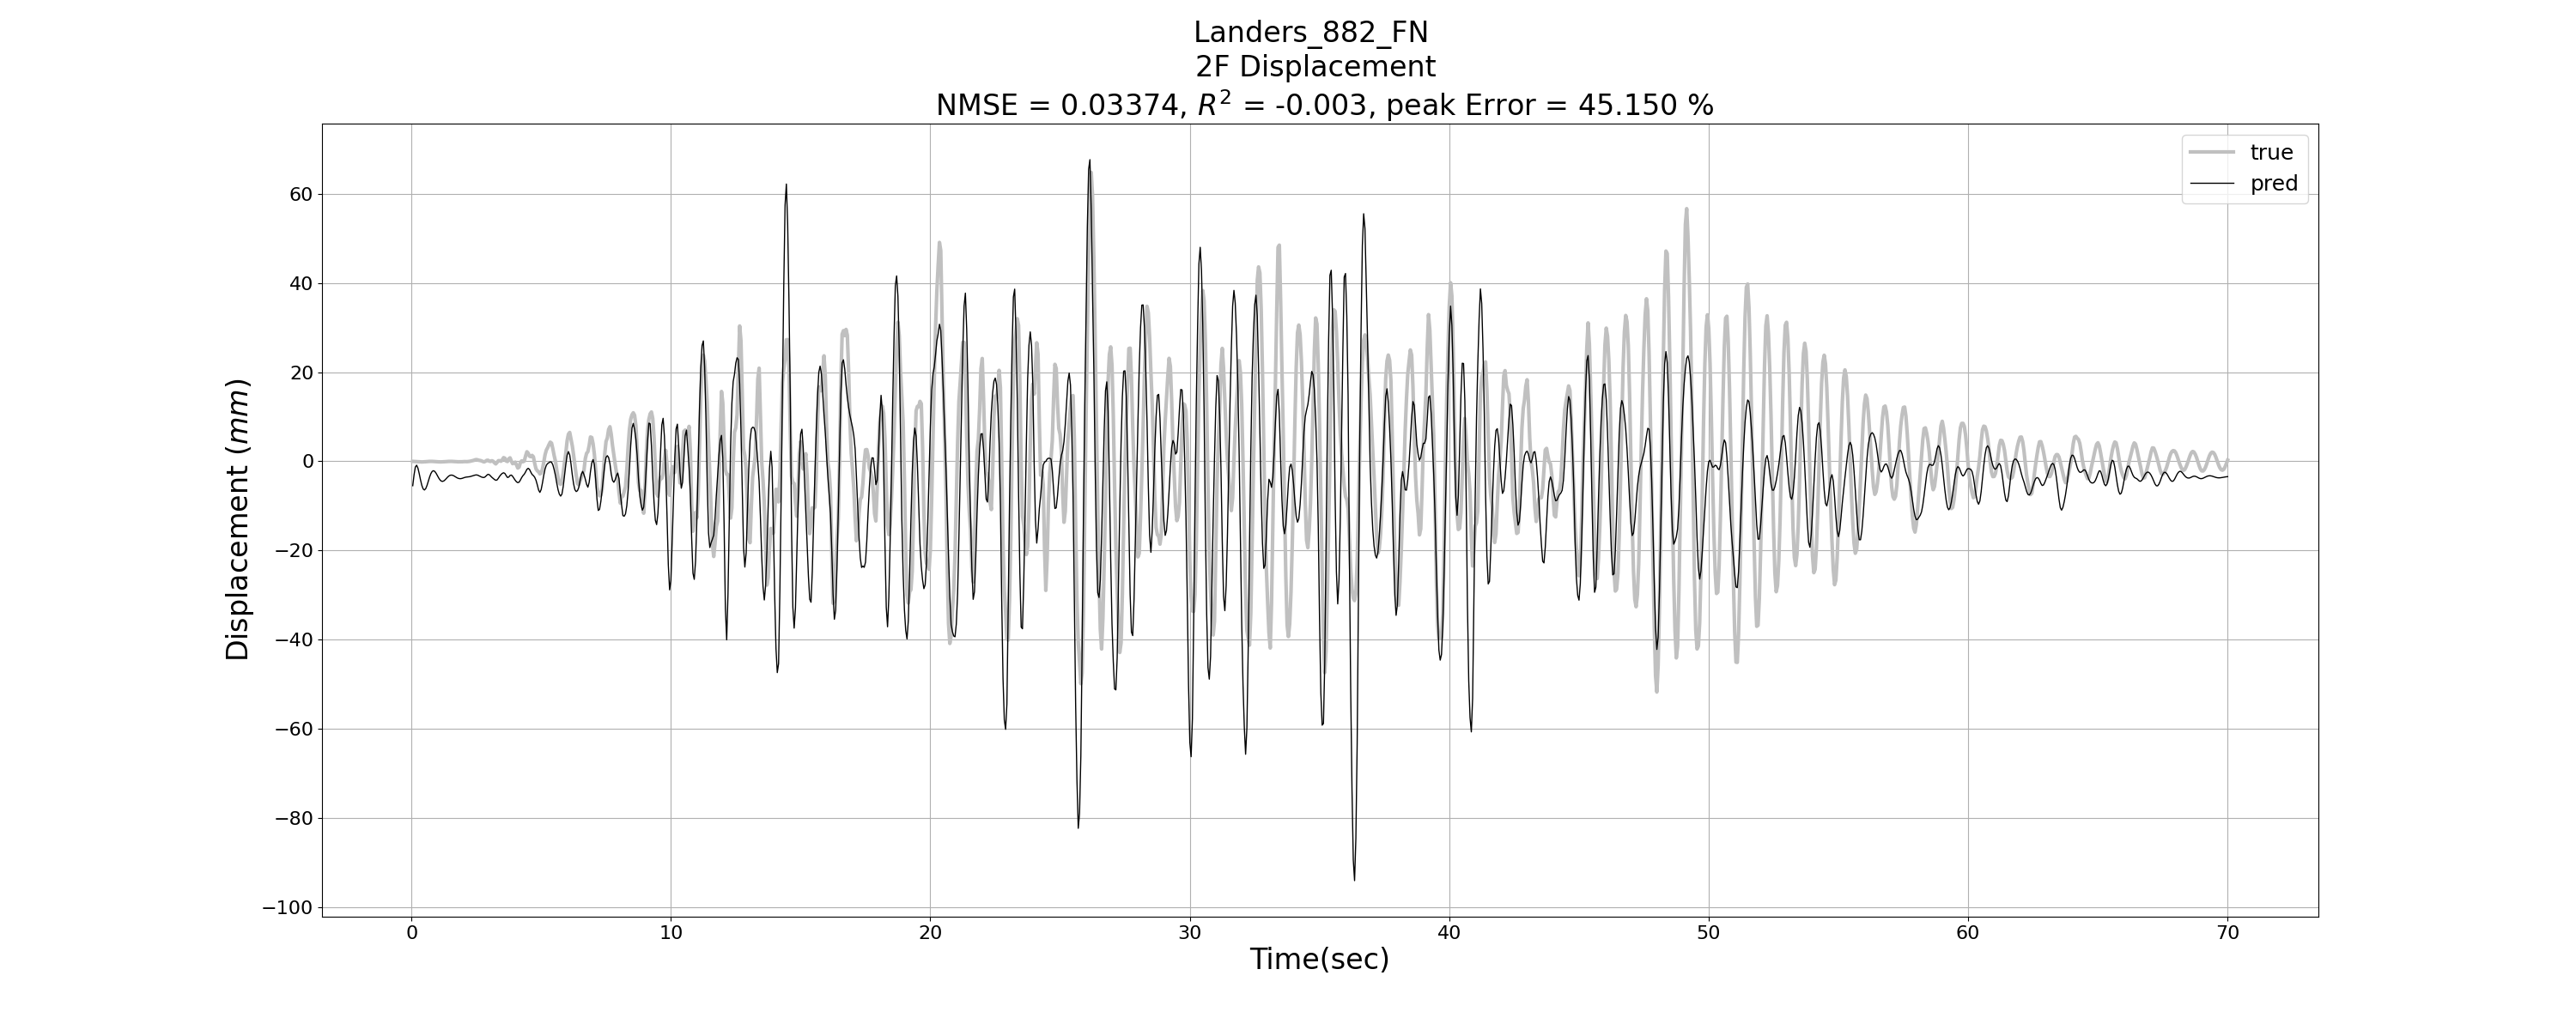 Landers_882_FN
2F Displacement
NMSE = 0.03374, R² = -0.003, peak Error = 45.150 %
true
pred
60
40
20
0
−20
−40
−60
−80
−100
Displacement (mm)
0 10 20 30 40 50 60 70
Time(sec)